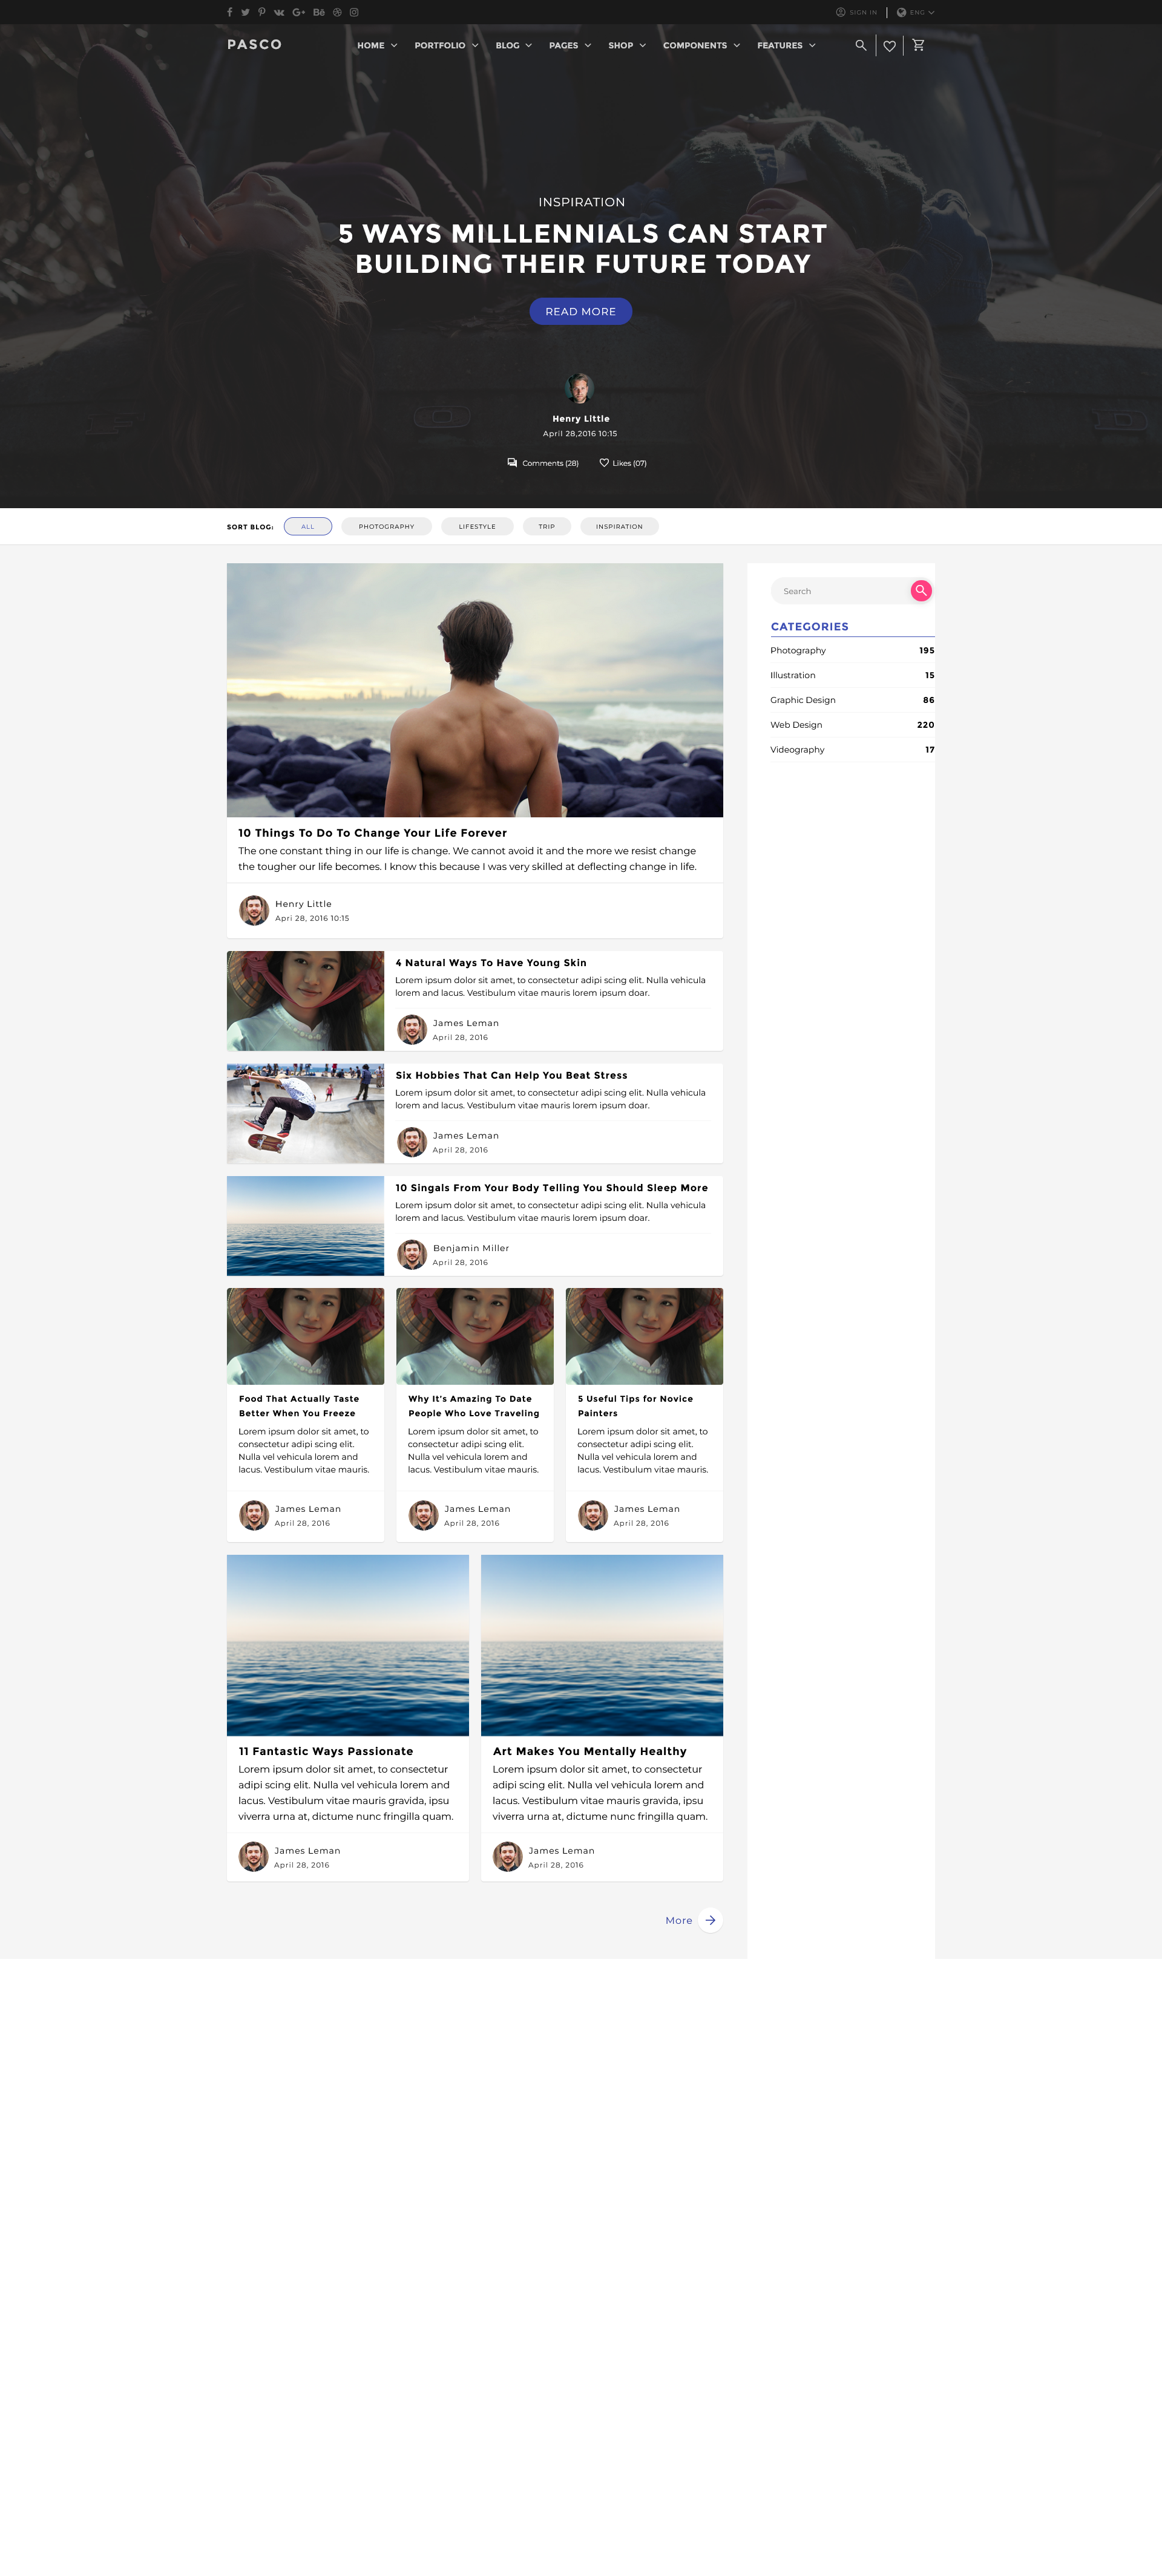 SIGN IN
ENG
PASCO
HOME
PORTFOLIO
BLOG
PAGES
SHOP
COMPONENTS
FEATURES
INSPIRATION
5 WAYS MILLLENNIALS CAN START
BUILDING THEIR FUTURE TODAY
READ MORE
Henry Little
April 28,2016 10:15
Comments (28)
Likes (07)
SORT BLOG:
ALL
PHOTOGRAPHY
LIFESTYLE
TRIP
INSPIRATION
10 Things To Do To Change Your Life Forever
The one constant thing in our life is change. We cannot avoid it and the more we resist change
the tougher our life becomes. I know this because I was very skilled at deflecting change in life.
Henry Little
Apri 28, 2016 10:15
4 Natural Ways To Have Young Skin
Lorem ipsum dolor sit amet, to consectetur adipi scing elit. Nulla vehicula
lorem and lacus. Vestibulum vitae mauris lorem ipsum doar.
James Leman
April 28, 2016
Six Hobbies That Can Help You Beat Stress
Lorem ipsum dolor sit amet, to consectetur adipi scing elit. Nulla vehicula
lorem and lacus. Vestibulum vitae mauris lorem ipsum doar.
James Leman
April 28, 2016
10 Singals From Your Body Telling You Should Sleep More
Lorem ipsum dolor sit amet, to consectetur adipi scing elit. Nulla vehicula
lorem and lacus. Vestibulum vitae mauris lorem ipsum doar.
Benjamin Miller
April 28, 2016
Food That Actually Taste
Better When You Freeze
Lorem ipsum dolor sit amet, to
consectetur adipi scing elit.
Nulla vel vehicula lorem and
lacus. Vestibulum vitae mauris.
James Leman
April 28, 2016
Why It's Amazing To Date
People Who Love Traveling
Lorem ipsum dolor sit amet, to
consectetur adipi scing elit.
Nulla vel vehicula lorem and
lacus. Vestibulum vitae mauris.
James Leman
April 28, 2016
5 Useful Tips for Novice
Painters
Lorem ipsum dolor sit amet, to
consectetur adipi scing elit.
Nulla vel vehicula lorem and
lacus. Vestibulum vitae mauris.
James Leman
April 28, 2016
11 Fantastic Ways Passionate
Lorem ipsum dolor sit amet, to consectetur
adipi scing elit. Nulla vel vehicula lorem and
lacus. Vestibulum vitae mauris gravida, ipsu
viverra urna at, dictume nunc fringilla quam.
James Leman
April 28, 2016
Art Makes You Mentally Healthy
Lorem ipsum dolor sit amet, to consectetur
adipi scing elit. Nulla vel vehicula lorem and
lacus. Vestibulum vitae mauris gravida, ipsu
viverra urna at, dictume nunc fringilla quam.
James Leman
April 28, 2016
More
Search
CATEGORIES
Photography 195
Illustration 15
Graphic Design 86
Web Design 220
Videography 17